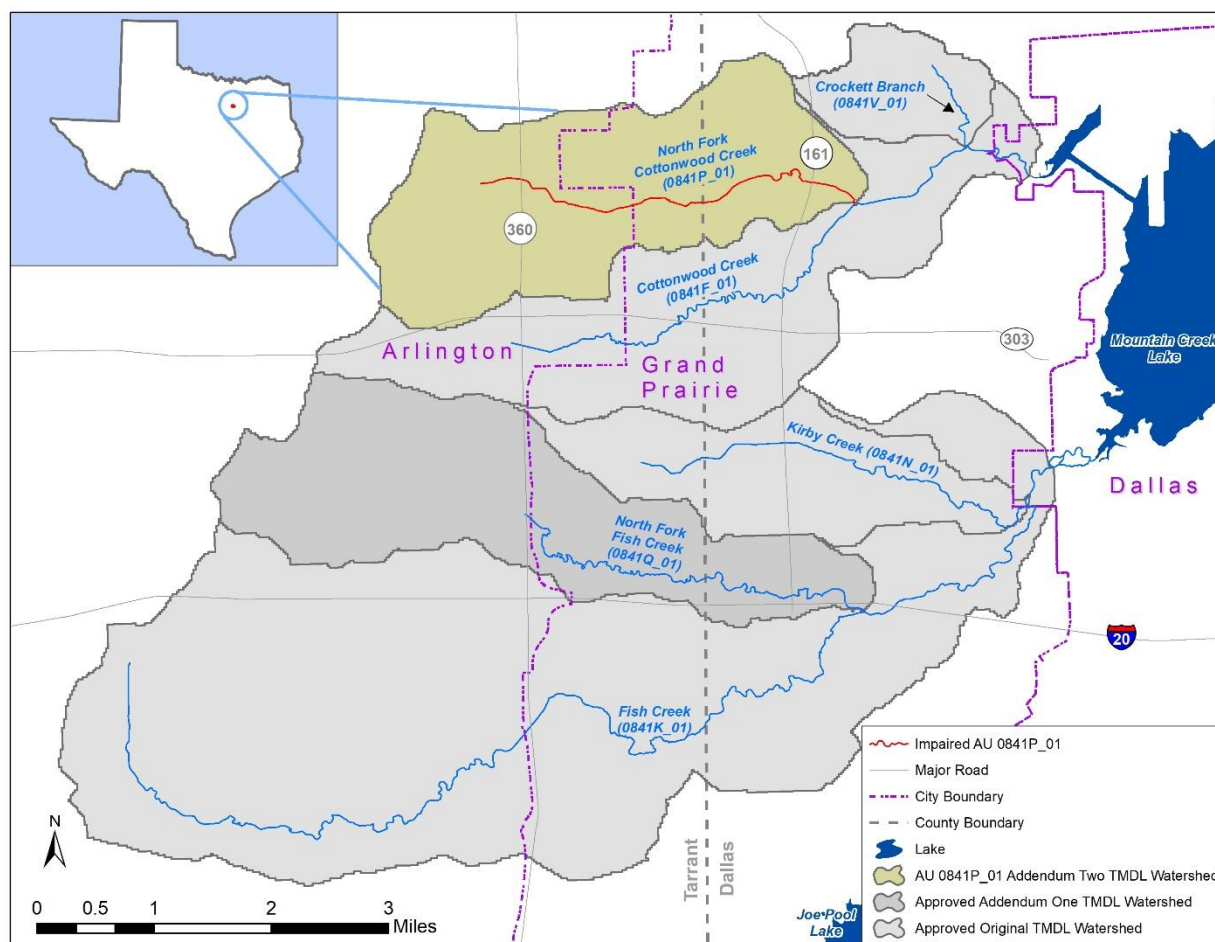 Crockett Branch
(0841V_01)
North Fork
Cottonwood Creek
(0841P_01)
161
360
Cottonwood Creek
(0841F_01)
Arlington
Grand
Prairie
303
Mountain Creek
Lake
Kirby Creek (0841N_01)
Dallas
North Fork
Fish Creek
(0841Q_01)
20
Fish Creek
(0841K_01)
Tarrant
Dallas
Joe Pool
Lake
N
0 0.5 1 2 3
Miles
Impaired AU 0841P_01
Major Road
City Boundary
County Boundary
Lake
AU 0841P_01 Addendum Two TMDL Watershed
Approved Addendum One TMDL Watershed
Approved Original TMDL Watershed